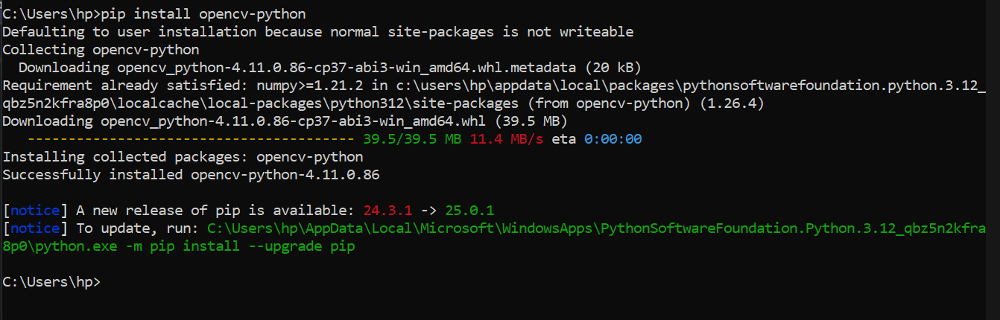 C:\Users\hp>pip install opencv-python
Defaulting to user installation because normal site-packages is not writeable
Collecting opencv-python
  Downloading opencv_python-4.11.0.86-cp37-abi3-win_amd64.whl.metadata (20 kB)
Requirement already satisfied: numpy>=1.21.2 in c:\users\hp\appdata\local\packages\pythonsoftwarefoundation.python.3.12_
qbz5n2kfra8p0\localcache\local-packages\python312\site-packages (from opencv-python) (1.26.4)
Downloading opencv_python-4.11.0.86-cp37-abi3-win_amd64.whl (39.5 MB)
   ---------------------------------------- 39.5/39.5 MB 11.4 MB/s eta 0:00:00
Installing collected packages: opencv-python
Successfully installed opencv-python-4.11.0.86
[notice] A new release of pip is available: 24.3.1 -> 25.0.1
[notice] To update, run: C:\Users\hp\AppData\Local\Microsoft\WindowsApps\PythonSoftwareFoundation.Python.3.12_qbz5n2kfra
8p0\python.exe -m pip install --upgrade pip
C:\Users\hp>